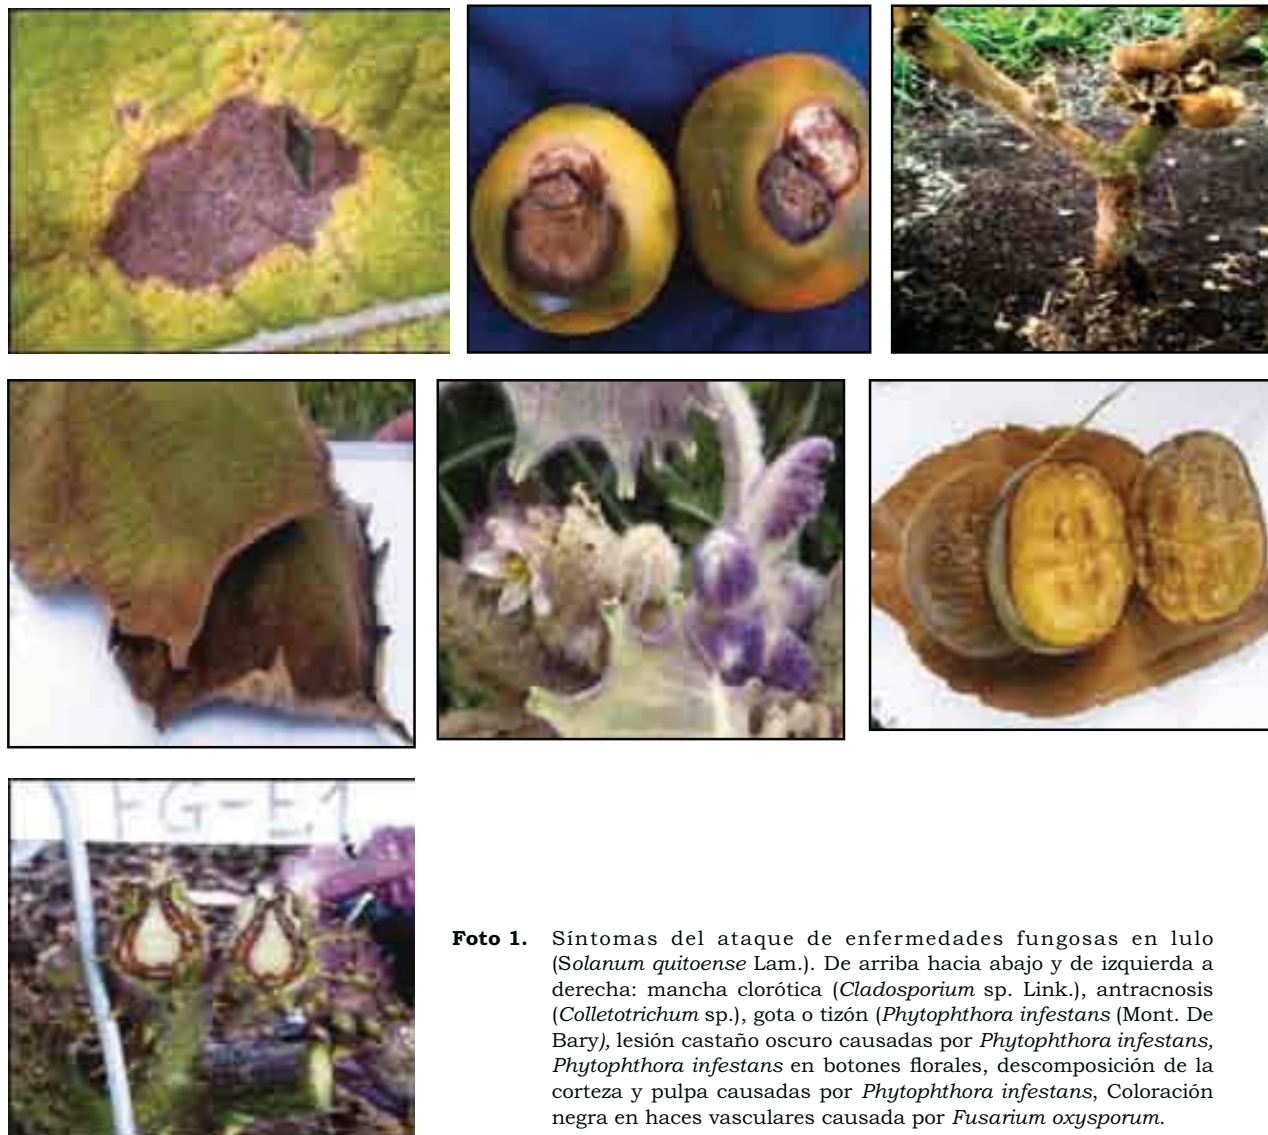 FG-E1
Foto 1. Síntomas del ataque de enfermedades fungosas en lulo
(Solanum quitoense Lam.). De arriba hacia abajo y de izquierda a
derecha: mancha clorótica (Cladosporium sp. Link.), antracnosis
(Colletotrichum sp.), gota o tizón (Phytophthora infestans (Mont. De
Bary), lesión castaño oscuro causadas por Phytophthora infestans,
Phytophthora infestans en botones florales, descomposición de la
corteza y pulpa causadas por Phytophthora infestans, Coloración
negra en haces vasculares causada por Fusarium oxysporum.